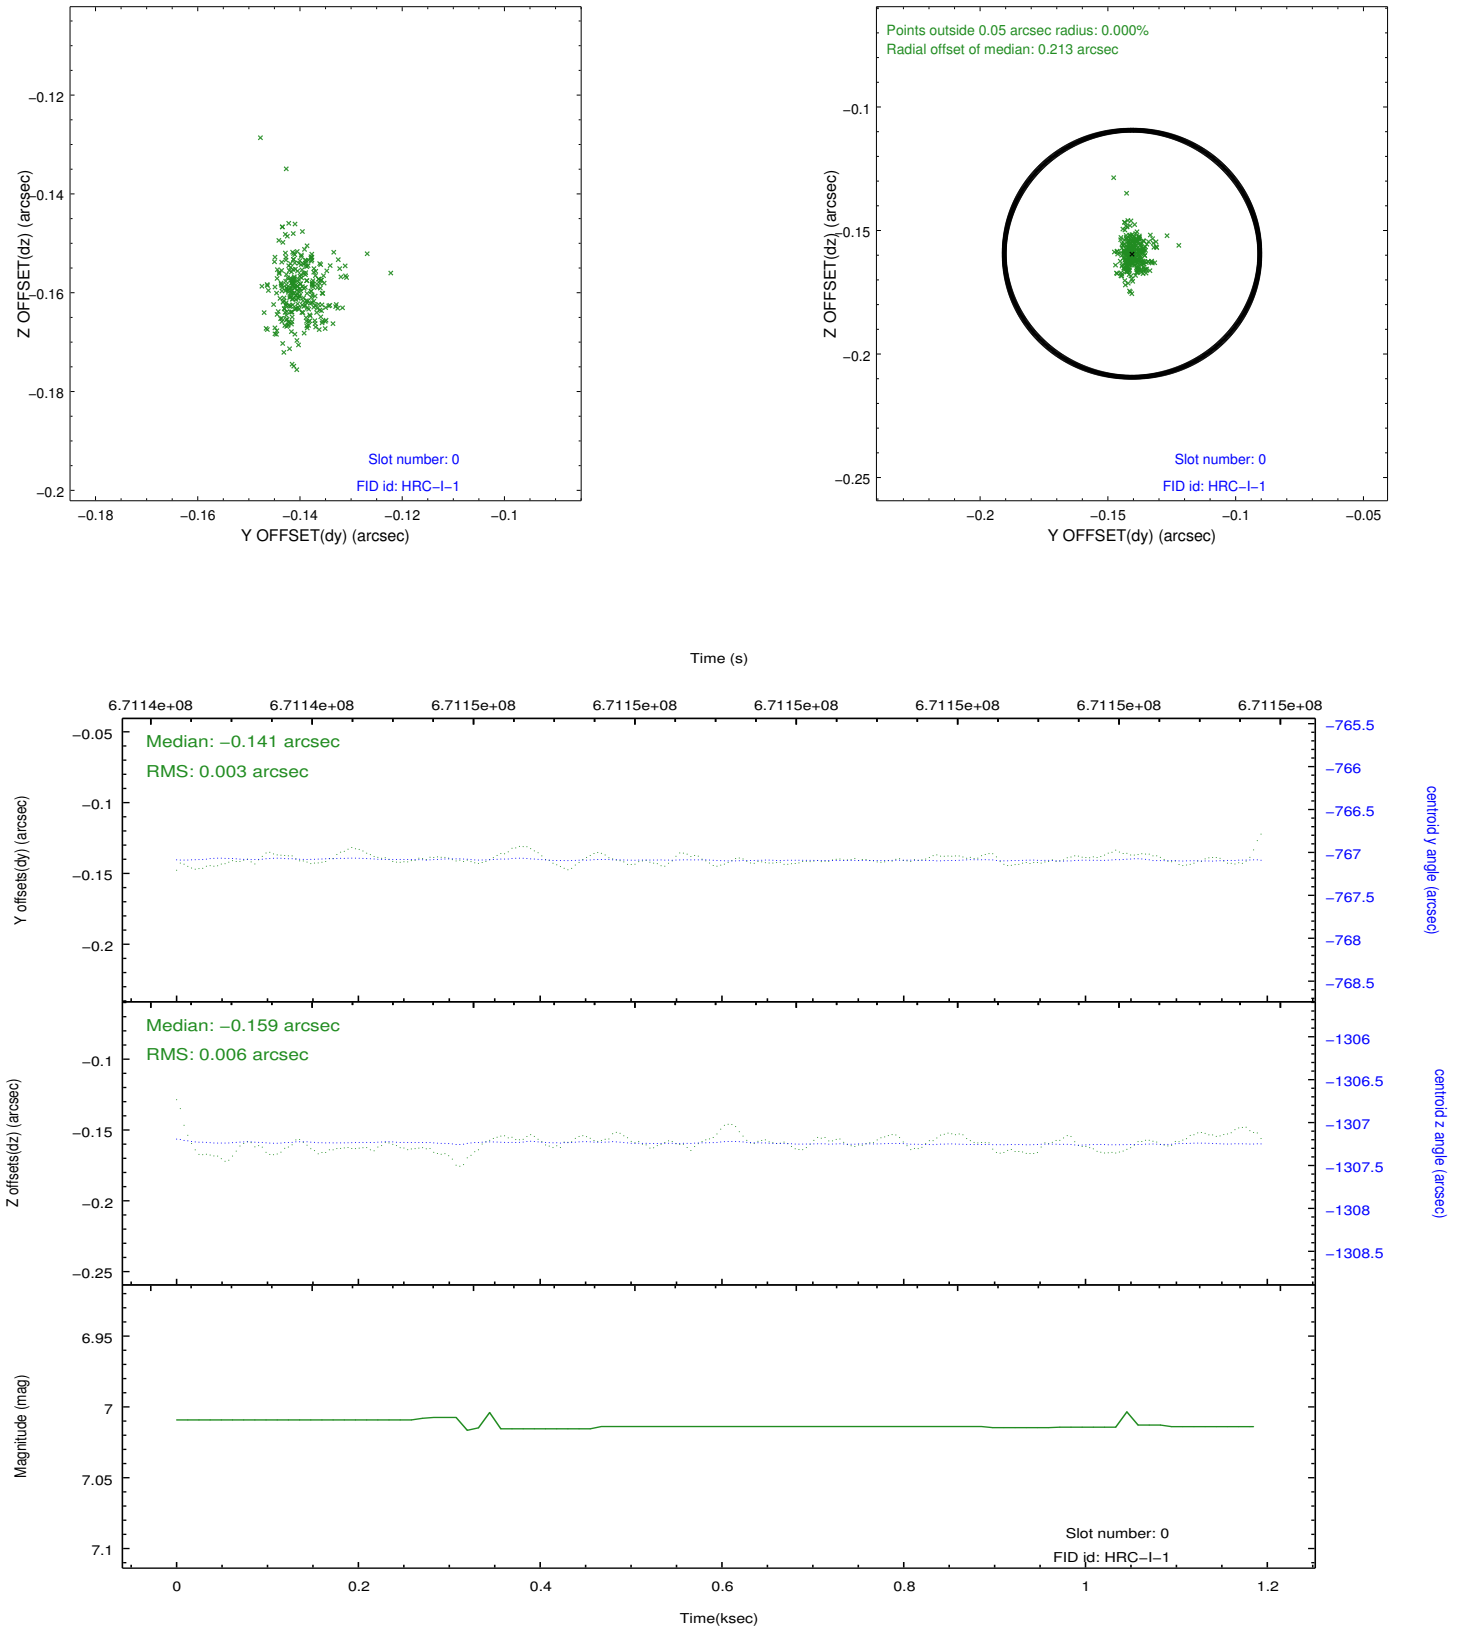 −0.12
−0.14
−0.16
−0.18
−0.2
Z OFFSET(dz) (arcsec)
Slot number: 0
FID id: HRC−I−1
−0.18 −0.16 −0.14 −0.12 −0.1
Y OFFSET(dy) (arcsec)
Points outside 0.05 arcsec radius: 0.000%
Radial offset of median: 0.213 arcsec
−0.1
−0.15
−0.2
−0.25
Z OFFSET(dz) (arcsec)
Slot number: 0
FID id: HRC−I−1
−0.2 −0.15 −0.1 −0.05
Y OFFSET(dy) (arcsec)
Time (s)
6.7114e+08 6.7114e+08 6.7115e+08 6.7115e+08 6.7115e+08 6.7115e+08 6.7115e+08 6.7115e+08
Median: −0.141 arcsec
RMS: 0.003 arcsec
−0.05
−0.1
−0.15
−0.2
Y offsets(dy) (arcsec)
−765.5
−766
−766.5
−767
−767.5
−768
−768.5
centroid y angle (arcsec)
Median: −0.159 arcsec
RMS: 0.006 arcsec
−0.1
−0.15
−0.2
−0.25
Z offsets(dz) (arcsec)
−1306
−1306.5
−1307
−1307.5
−1308
−1308.5
centroid z angle (arcsec)
6.95
7
7.05
7.1
Magnitude (mag)
Slot number: 0
FID id: HRC−I−1
0 0.2 0.4 0.6 0.8 1 1.2
Time(ksec)